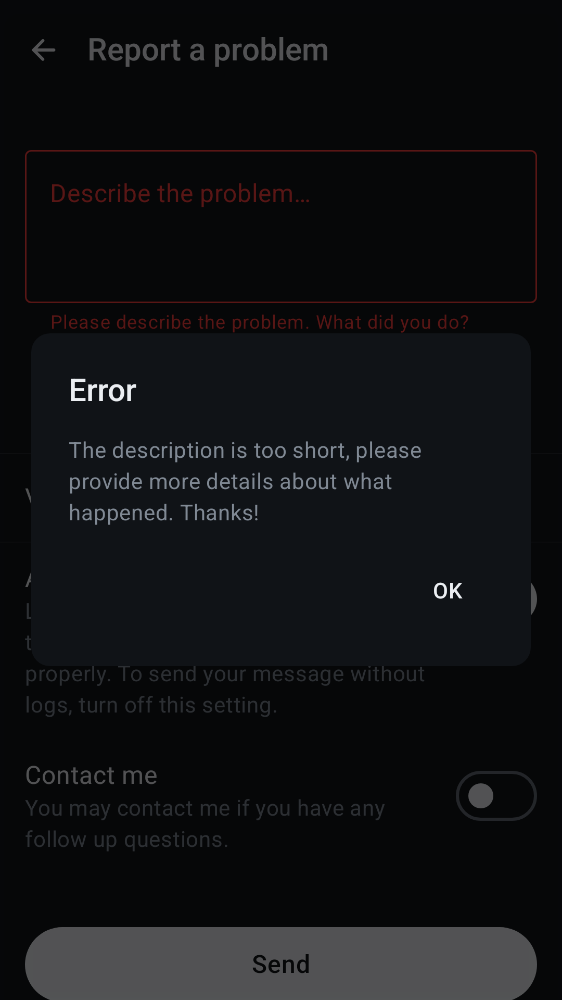 Report a problem
Describe the problem…
Please describe the problem. What did you do?
Error
The description is too short, please
provide more details about what
happened. Thanks!
OK
properly. To send your message without
logs, turn off this setting.
Contact me
You may contact me if you have any
follow up questions.
Send